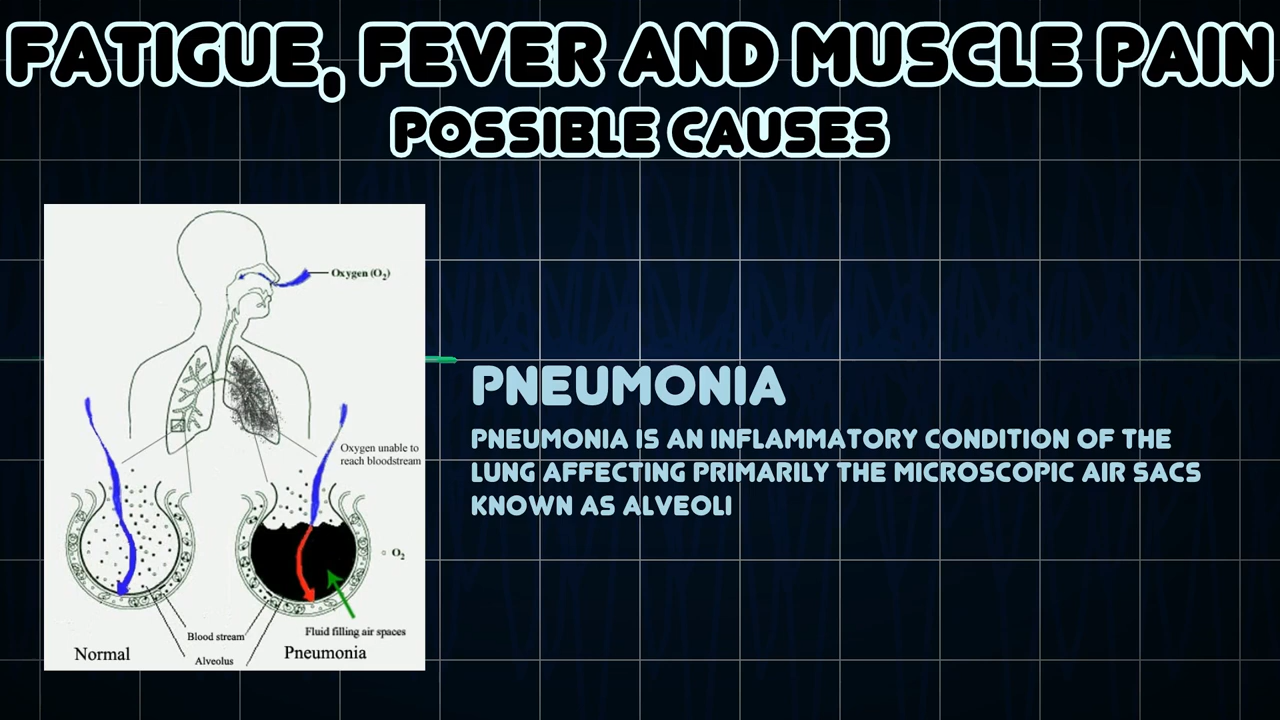 FATIGUE, FEVER AND MUSCLE PAIN
POSSIBLE CAUSES
Oxygen (O₂)
Oxygen unable to
reach bloodstream
O₂
Fluid filling air spaces
Blood stream
Alveolus
Normal
Pneumonia
PNEUMONIA
PNEUMONIA IS AN INFLAMMATORY CONDITION OF THE
LUNG AFFECTING PRIMARILY THE MICROSCOPIC AIR SACS
KNOWN AS ALVEOLI